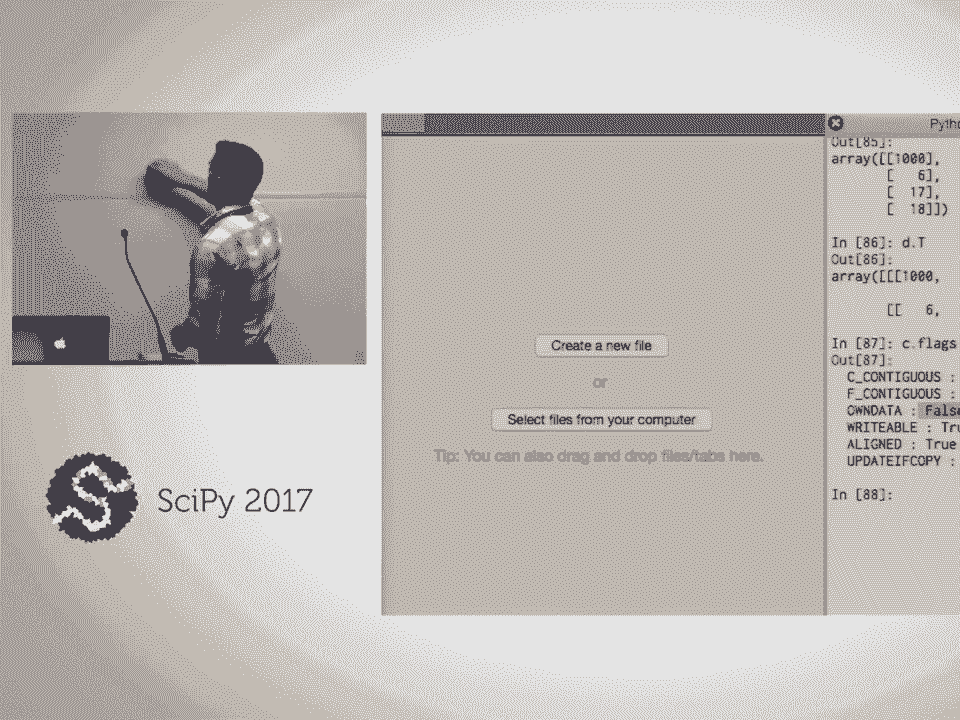 SciPy 2017
Create a new file
or
Select files from your computer
Tip: You can also drag and drop files/tabs here.
Out[85]:
array([[1000],
[ 6],
[ 17],
[ 18]])
In [86]: d.T
Out[86]:
array([[[1000,
[[ 6,
In [87]: c.flags
Out[87]:
C_CONTIGUOUS :
F_CONTIGUOUS :
OWNDATA : False
WRITEABLE : Tru
ALIGNED : True
UPDATEIFCOPY :
In [88]: